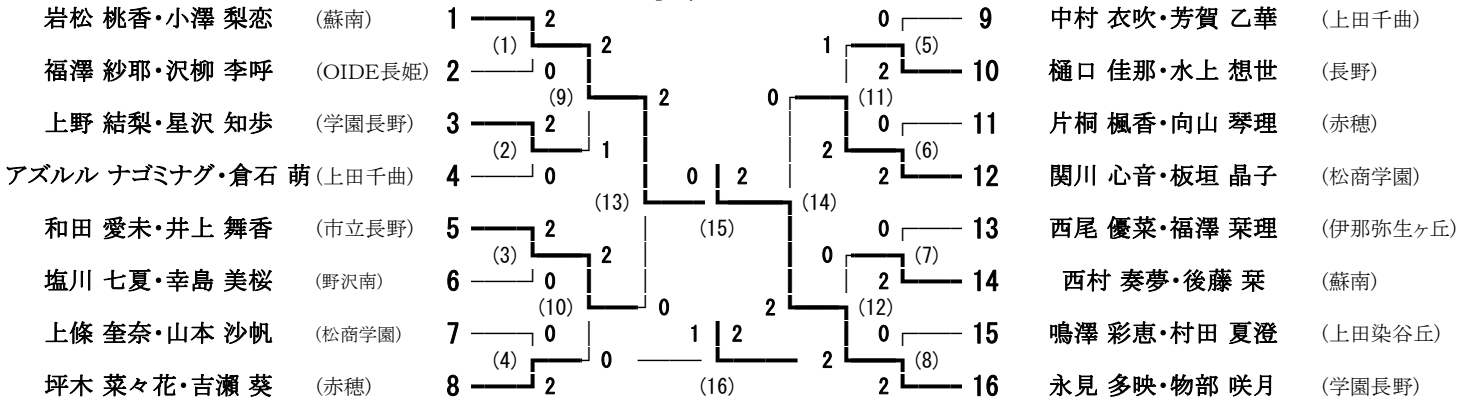 岩松 桃香・小澤 梨恋 (蘇南) 1 2 0 9 中村 衣吹・芳賀 乙華 (上田千曲)
(1) 2 1 (5)
福澤 紗耶・沢柳 李呼 (OIDE長姫) 2 0 2 10 樋口 佳那・水上 想世 (長野)
(9) 2 0 (11)
上野 結梨・星沢 知歩 (学園長野) 3 2 0 11 片桐 楓香・向山 琴理 (赤穂)
(2) 1 2 (6)
アズルル ナゴミナグ・倉石 萌 (上田千曲) 4 0 0 2 2 12 関川 心音・板垣 晶子 (松商学園)
(13) (15) (14)
和田 愛未・井上 舞香 (市立長野) 5 2 0 13 西尾 優菜・福澤 栞理 (伊那弥生ヶ丘)
(3) 2 0 (7)
塩川 七夏・幸島 美桜 (野沢南) 6 0 2 14 西村 奏夢・後藤 栞 (蘇南)
(10) 0 2 (12)
上條 奎奈・山本 沙帆 (松商学園) 7 0 1 2 0 15 鳴澤 彩恵・村田 夏澄 (上田染谷丘)
(4) 0 (16) 2 (8)
坪木 菜々花・吉瀬 葵 (赤穂) 8 2 2 16 永見 多映・物部 咲月 (学園長野)